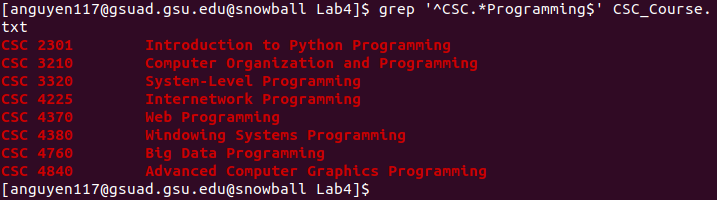 [anguyen117@gsuad.gsu.edu@snowball Lab4]$ grep '^CSC.*Programming$' CSC_Course.
txt
CSC 2301        Introduction to Python Programming
CSC 3210        Computer Organization and Programming
CSC 3320        System-Level Programming
CSC 4225        Internetwork Programming
CSC 4370        Web Programming
CSC 4380        Windowing Systems Programming
CSC 4760        Big Data Programming
CSC 4840        Advanced Computer Graphics Programming
[anguyen117@gsuad.gsu.edu@snowball Lab4]$